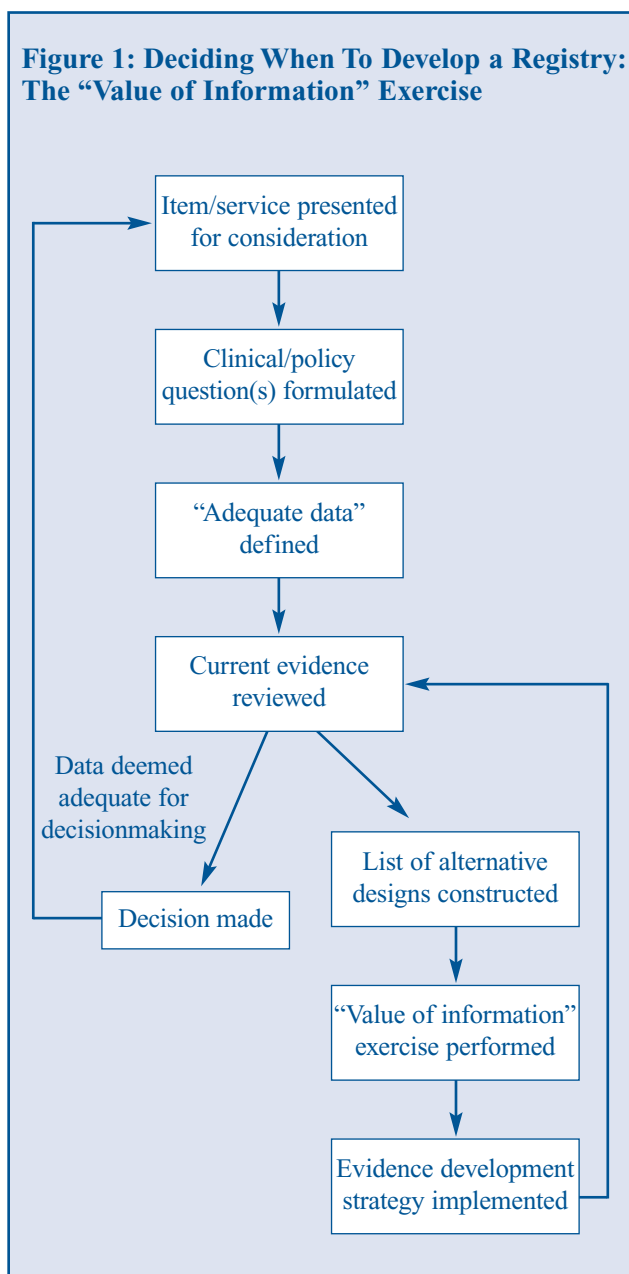 Figure 1: Deciding When To Develop a Registry:
The “Value of Information” Exercise
Item/service presented
for consideration
Clinical/policy
question(s) formulated
“Adequate data”
defined
Current evidence
reviewed
Data deemed
adequate for
decisionmaking
Decision made
List of alternative
designs constructed
“Value of information”
exercise performed
Evidence development
strategy implemented